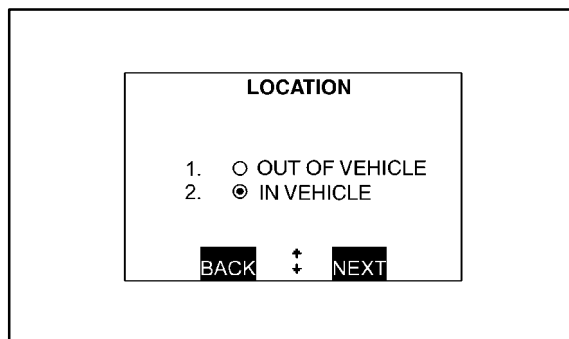 LOCATION
1. OUT OF VEHICLE
2. IN VEHICLE
BACK NEXT